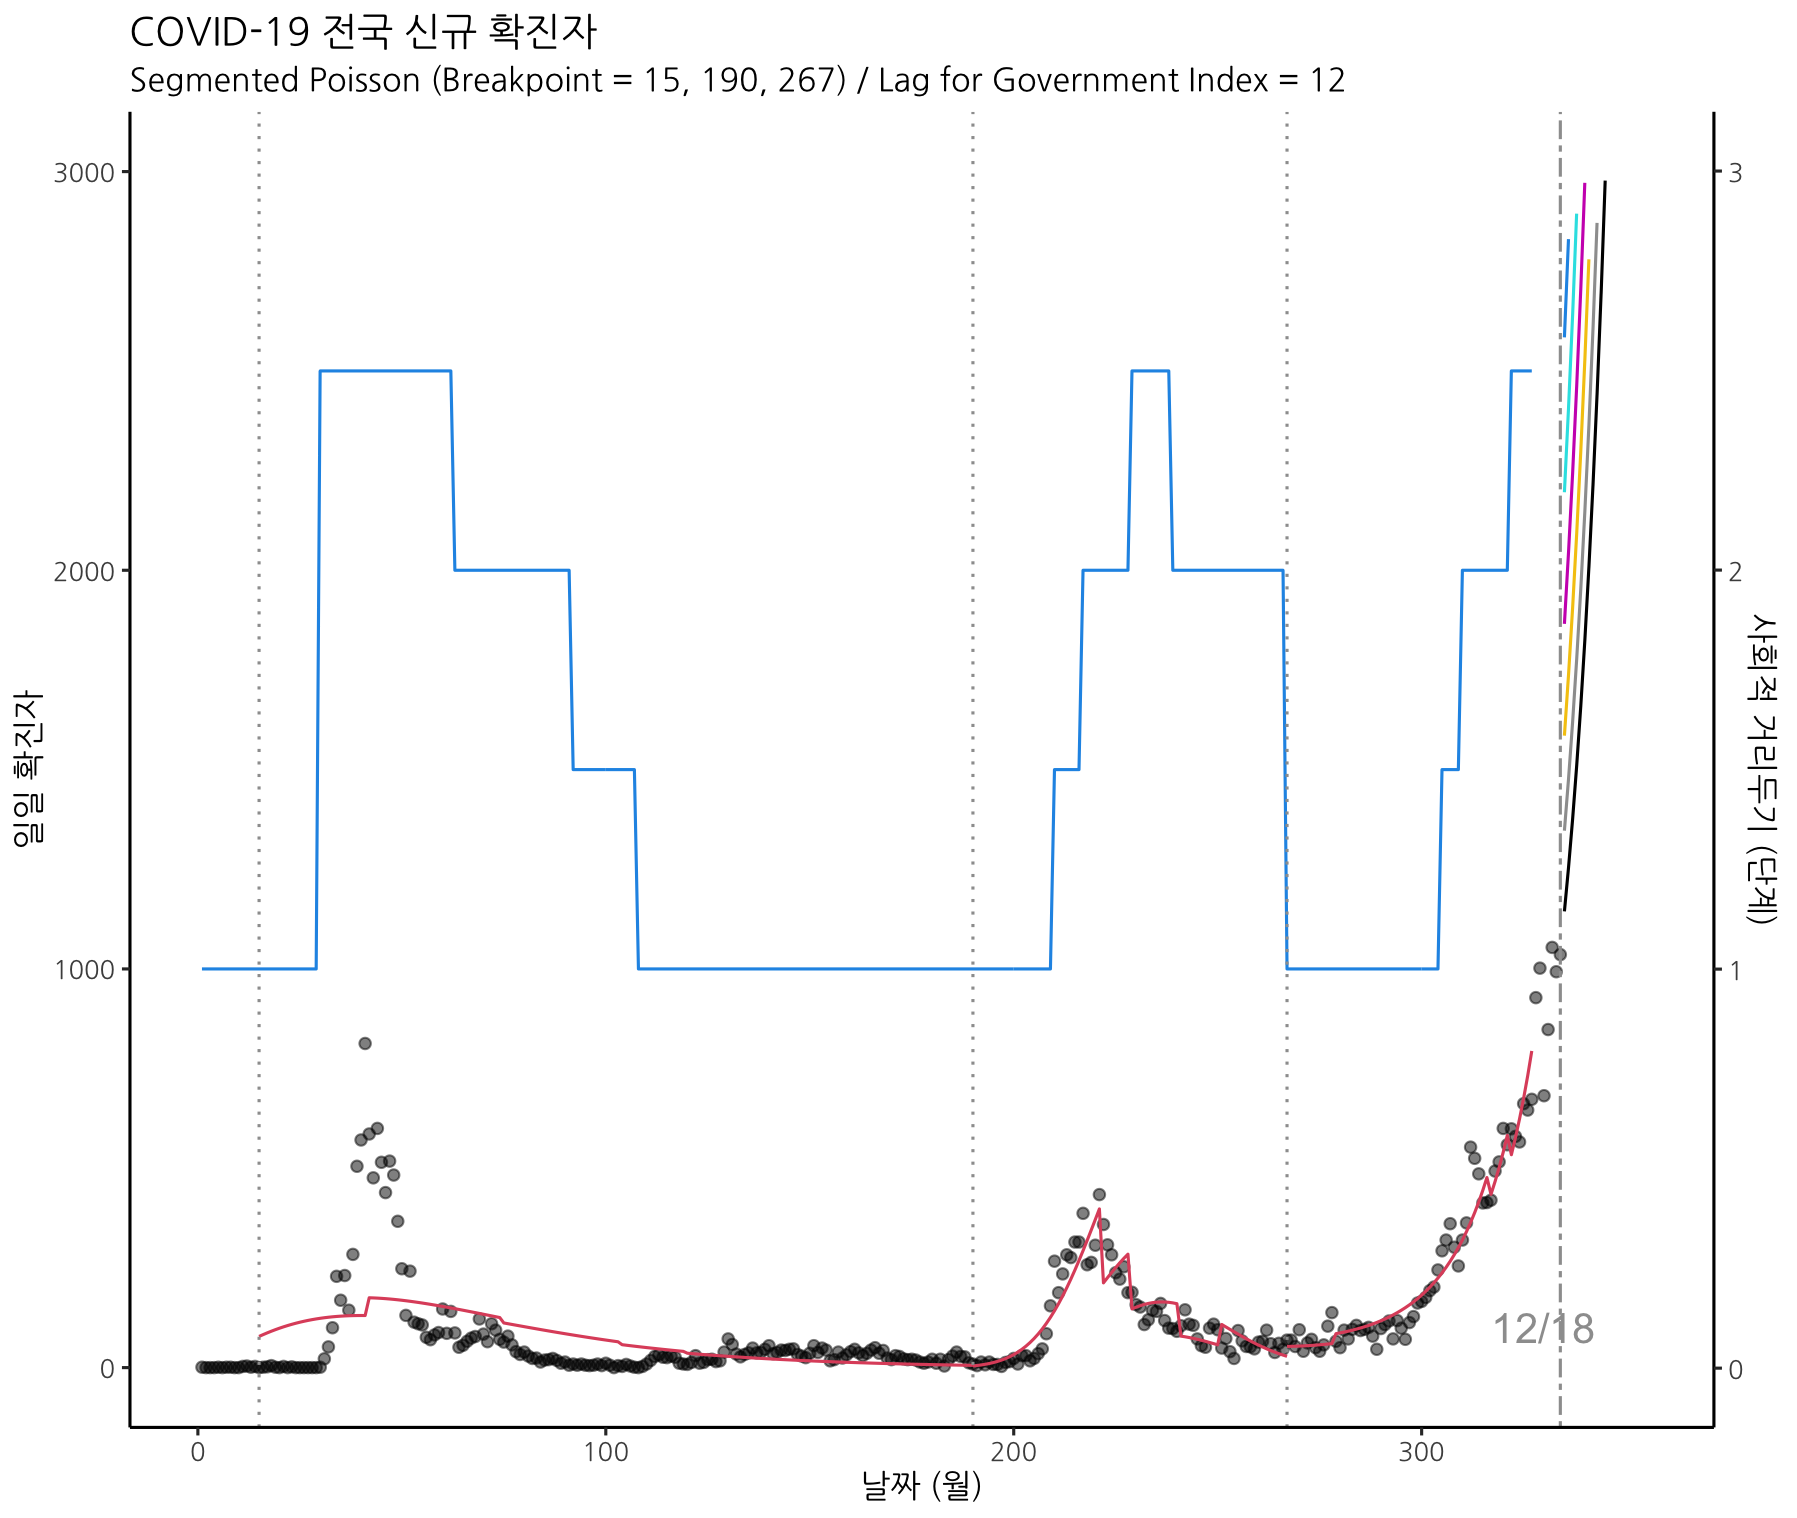 COVID-19 전국 신규 확진자
Segmented Poisson (Breakpoint = 15, 190, 267) / Lag for Government Index = 12
3000
2000
1000
0
일일 확진자
3
2
1
0
사회적 거리두기 (단계)
12/18
0
100
200
300
날짜 (월)